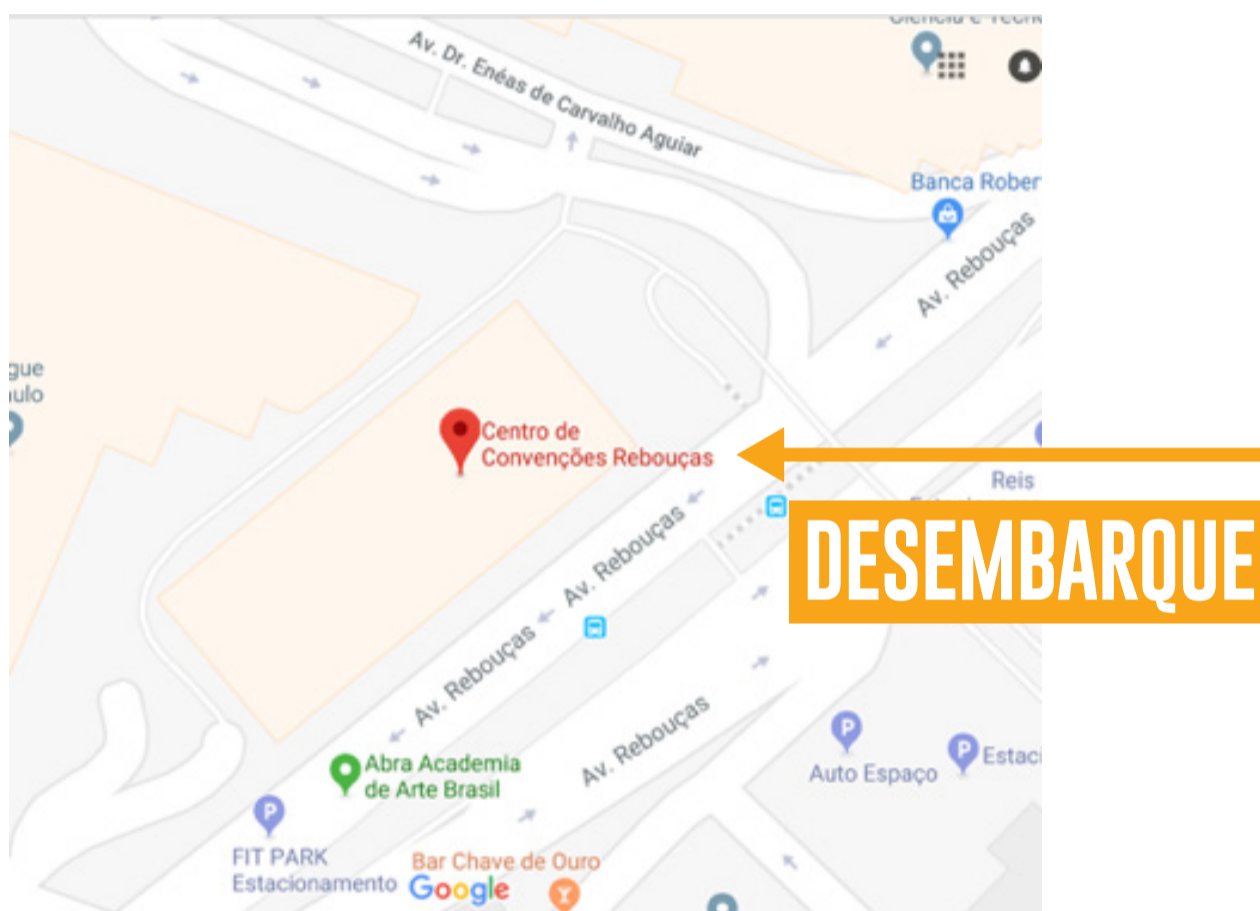 Av. Dr. Enéas de Carvalho Aguiar
Banca Rober
Av. Rebouças
gue
ulo
Centro de
Convenções Rebouças
Reis
DESEMBARQUE
Av. Rebouças
Av. Rebouças
Av. Rebouças
Abra Academia
de Arte Brasil
Auto Espaço
Estaci
FIT PARK
Estacionamento
Bar Chave de Ouro
Google